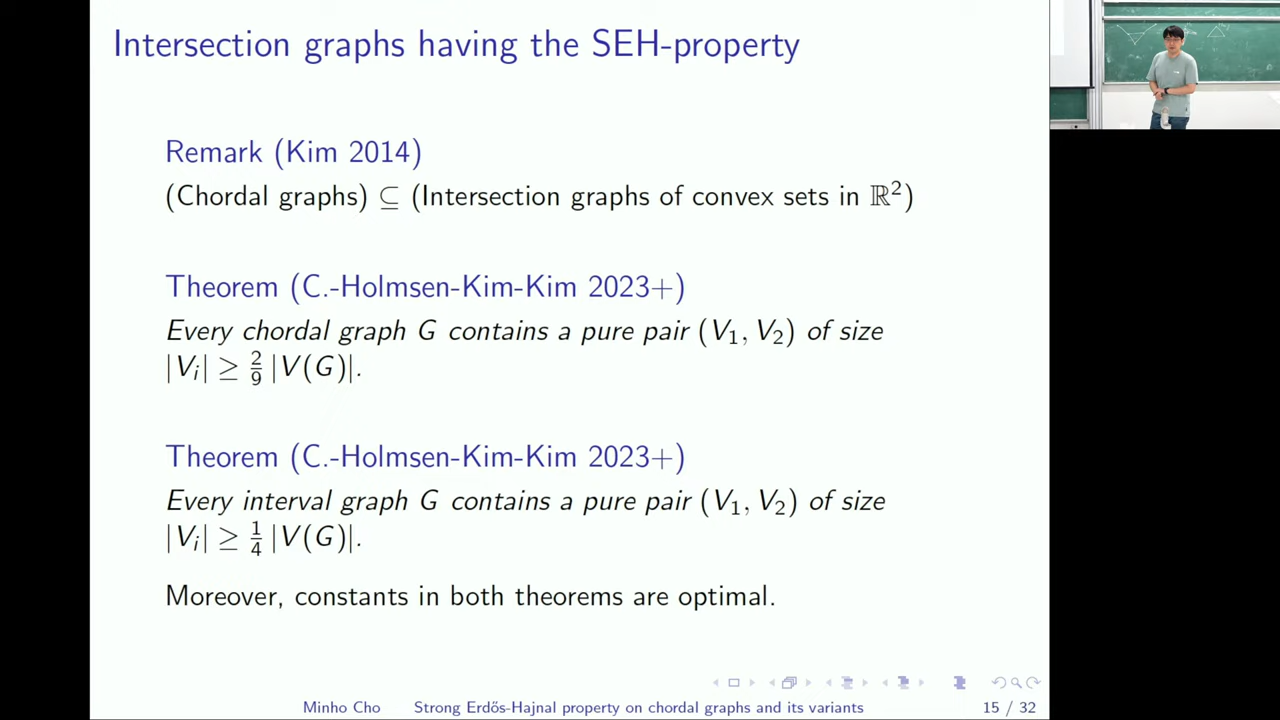 Intersection graphs having the SEH-property
Remark (Kim 2014)
(Chordal graphs) ⊆ (Intersection graphs of convex sets in ℝ²)
Theorem (C.-Holmsen-Kim-Kim 2023+)
Every chordal graph G contains a pure pair (V₁, V₂) of size
|Vᵢ| ≥ 2/9 |V(G)|.
Theorem (C.-Holmsen-Kim-Kim 2023+)
Every interval graph G contains a pure pair (V₁, V₂) of size
|Vᵢ| ≥ 1/4 |V(G)|.
Moreover, constants in both theorems are optimal.
Minho Cho Strong Erdős-Hajnal property on chordal graphs and its variants 15 / 32